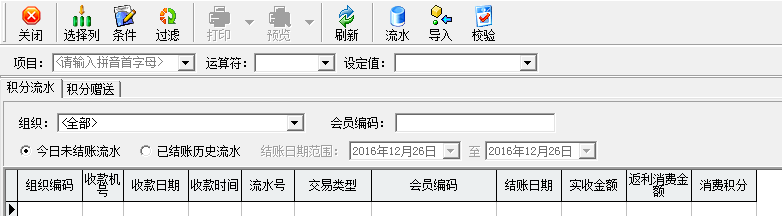 关闭 选择列 条件 过滤 打印 预览 刷新 流水 导入 校验
项目： <请输入拼音首字母> 运算符： 设定值：
积分流水 积分赠送
组织： <全部> 会员编码：
今日未结账流水 已结账历史流水 结账日期范围： 2016年12月26日 至 2016年12月26日
组织编码 收款机号 收款日期 收款时间 流水号 交易类型 会员编码 结账日期 实收金额 返利消费金额 消费积分